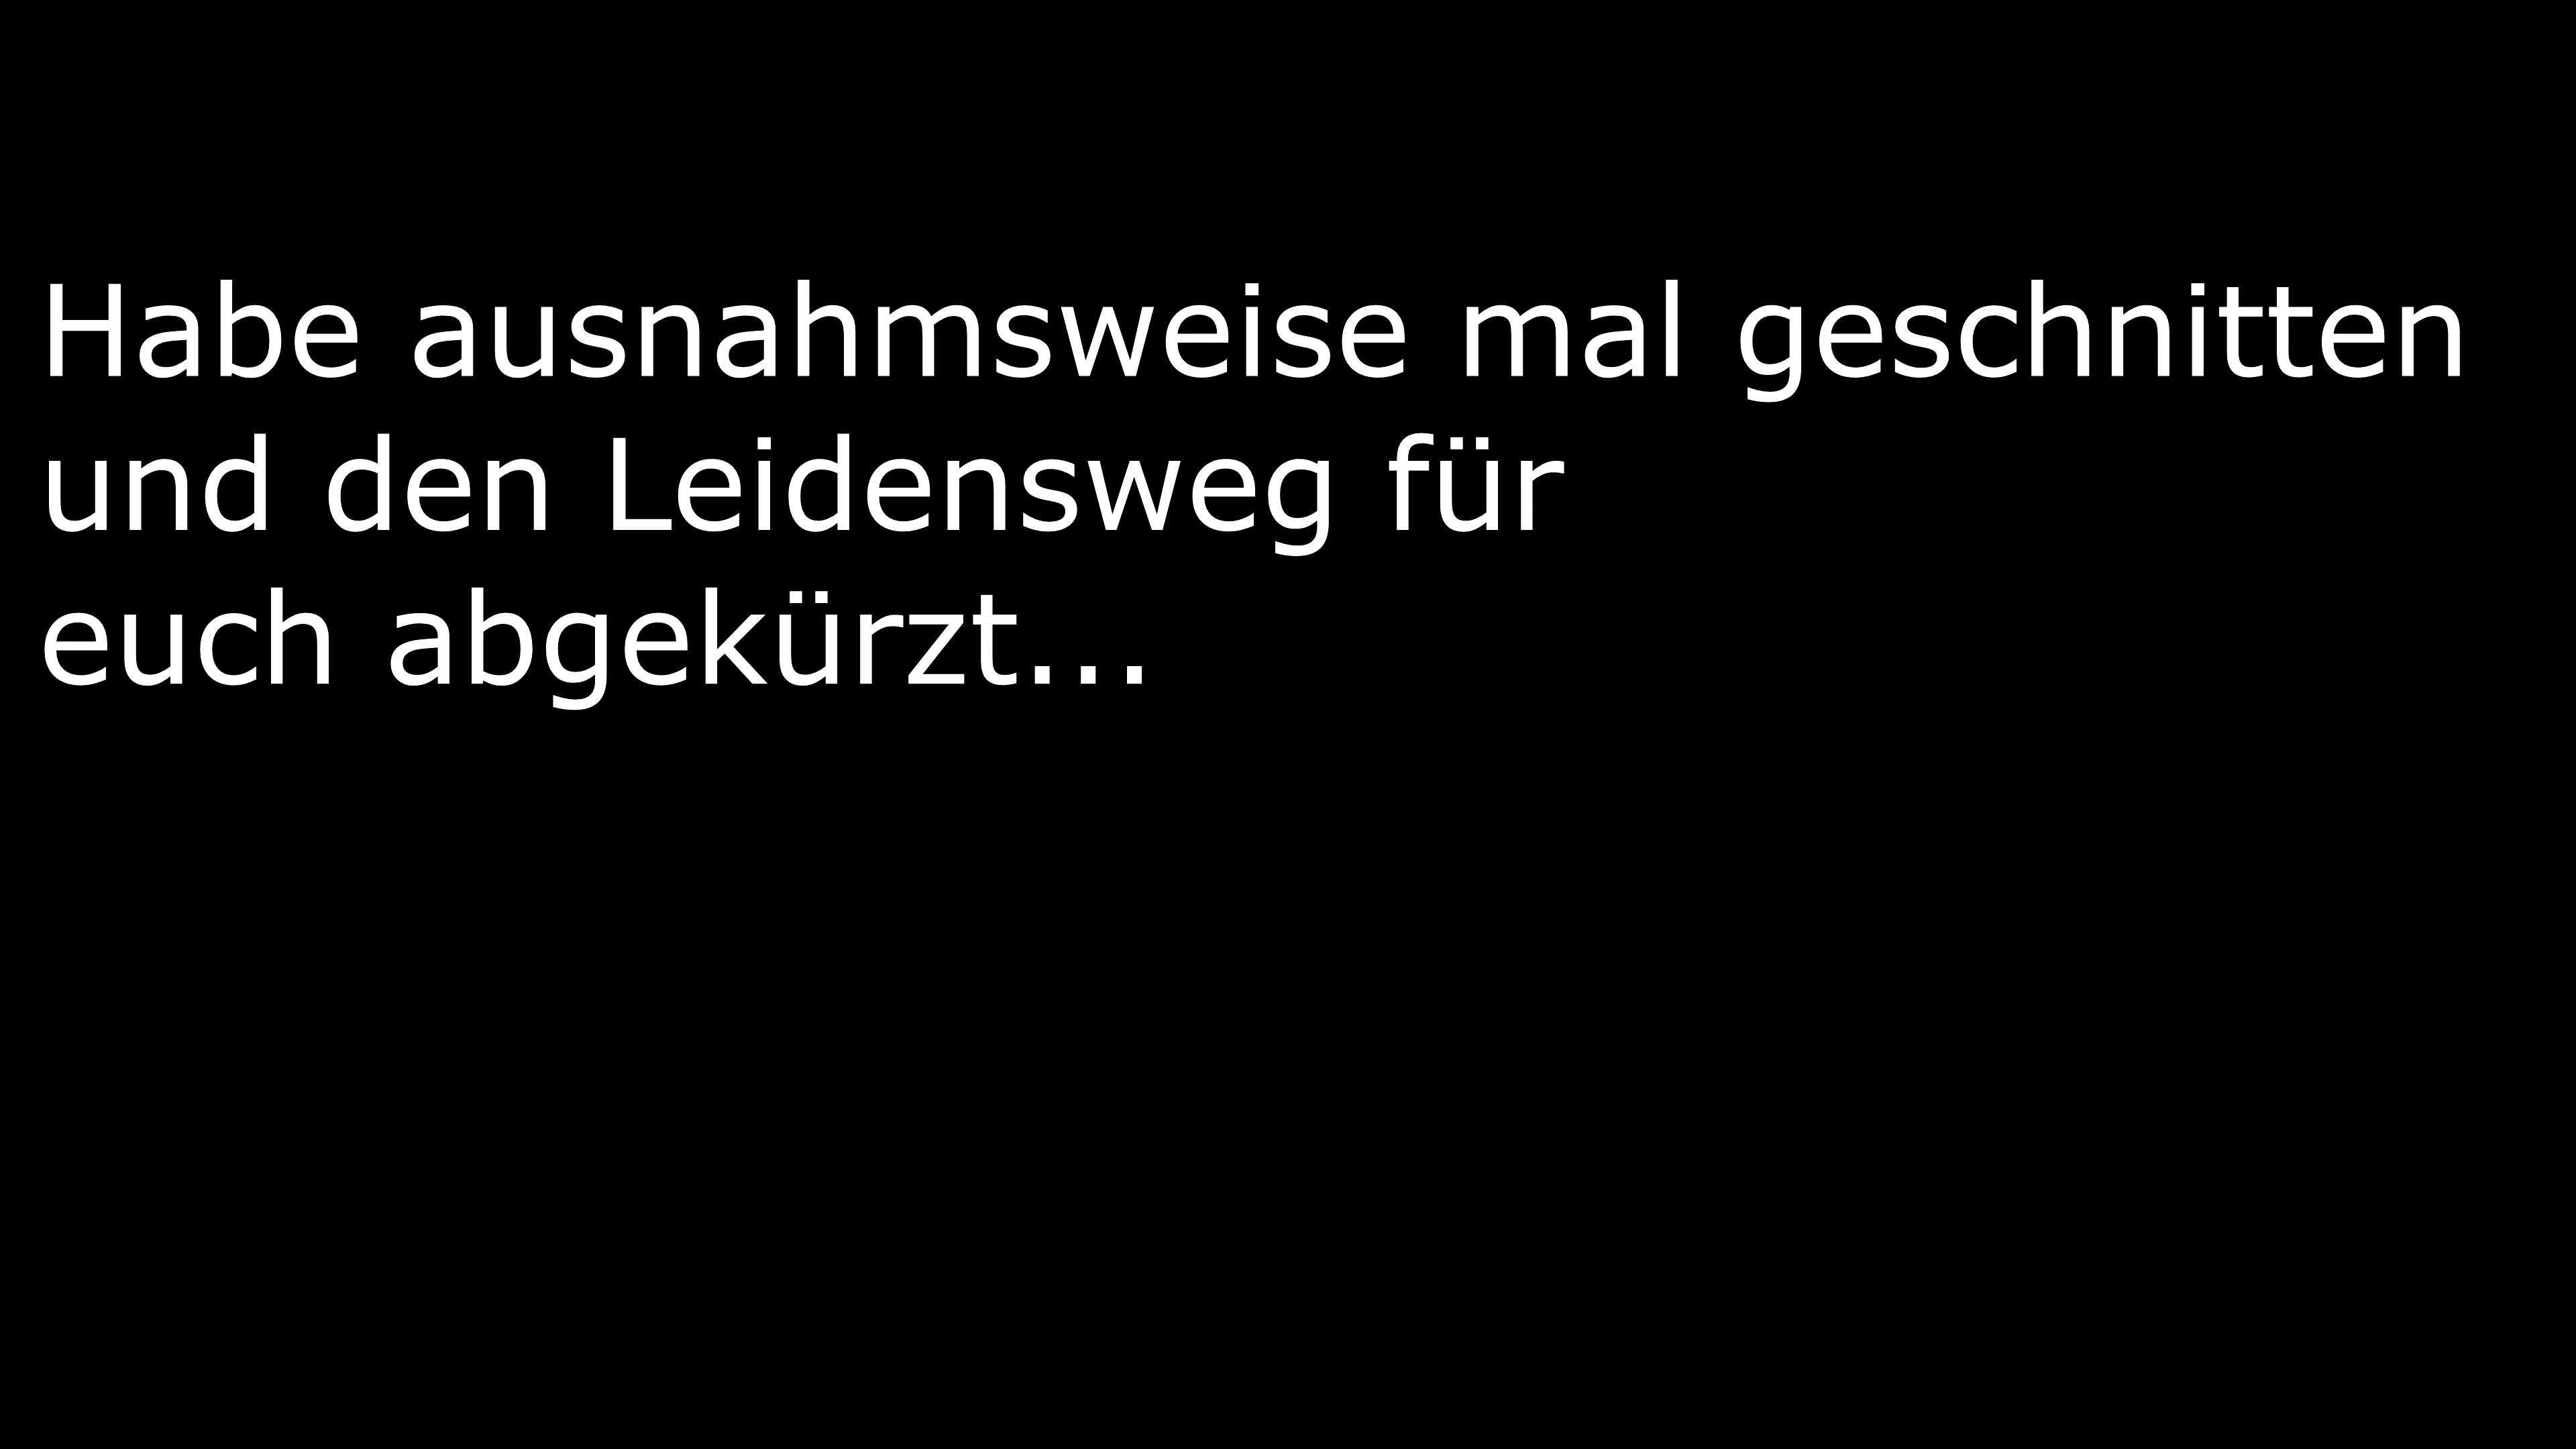 Habe ausnahmsweise mal geschnitten
und den Leidensweg für
euch abgekürzt...